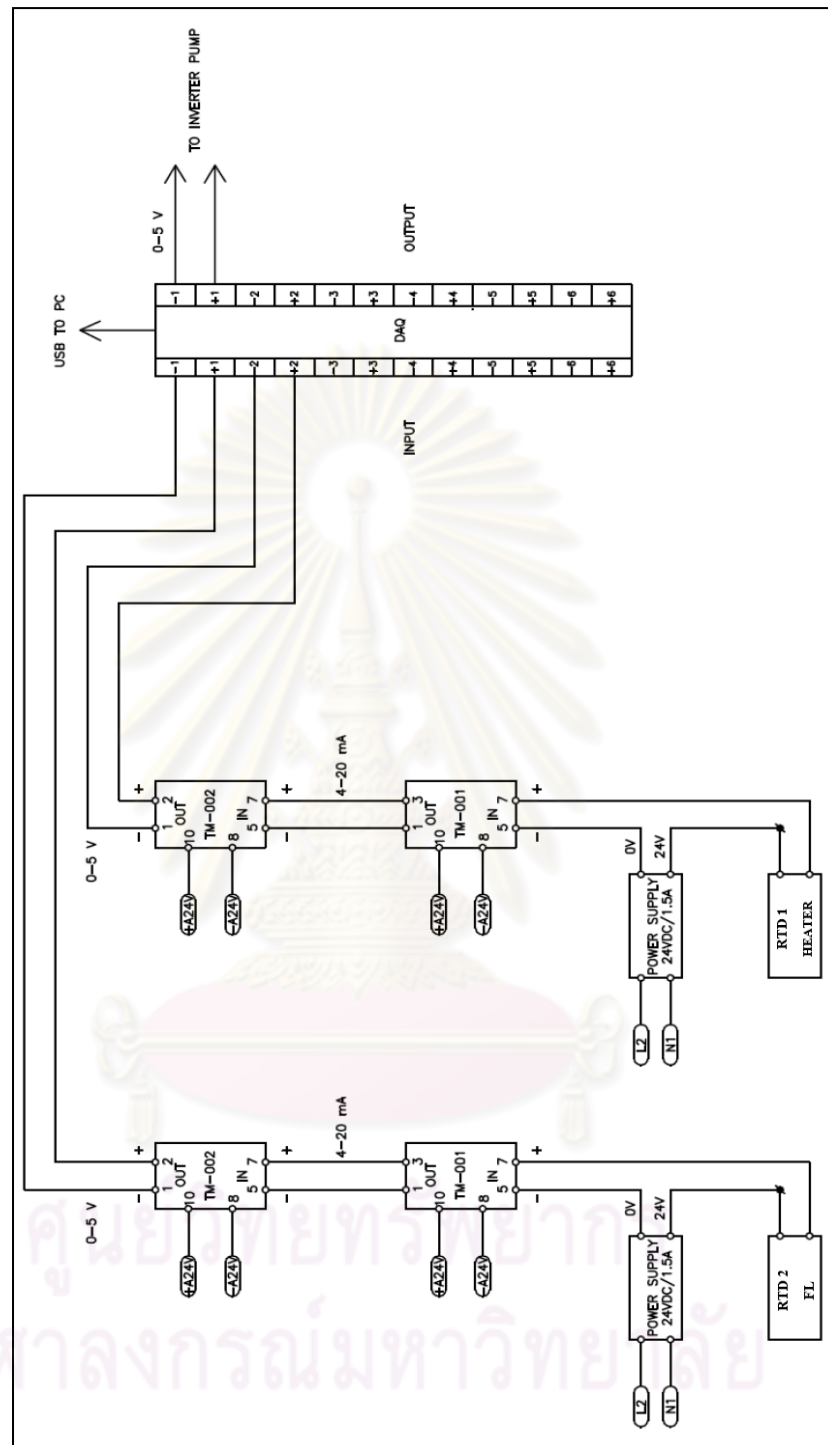 USB TO PC
TO INVERTER PUMP
0-5 V
OUTPUT
-1
+1
-2
+2
-3
+3
-4
+4
-5
+5
-6
+6
DAQ
-1
+1
-2
+2
-3
+3
-4
+4
-5
+5
-6
+6
INPUT
0-5 V
- +
1 2
OUT
TM-002
IN
10 8
5 7
+A24V
-A24V
- +
4-20 mA
1 3
OUT
TM-001
IN
10 8
5 7
+A24V
-A24V
- +
0V
24V
POWER SUPPLY
24VDC/1.5A
L2
N1
RTD 1
HEATER
0-5 V
- +
1 2
OUT
TM-002
IN
10 8
5 7
+A24V
-A24V
- +
4-20 mA
1 3
OUT
TM-001
IN
10 8
5 7
+A24V
-A24V
- +
0V
24V
POWER SUPPLY
24VDC/1.5A
L2
N1
RTD 2
FL
ศูนย์วิทยทรัพยากร
ฬาลงกรณ์มหาวิทยาลัย